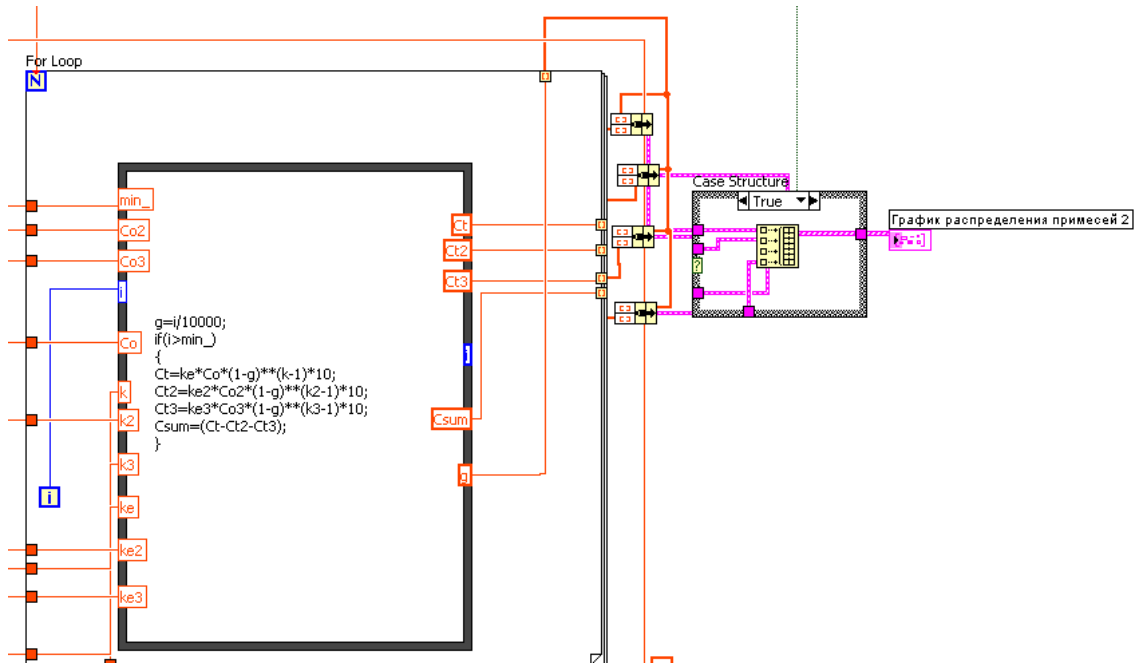 For Loop
N
min_
Co2
Co3
i
Co
k
k2
k3
ke
ke2
ke3
i
g=i/10000;
if(i>min_)
{
Ct=ke*Co*(1-g)**(k-1)*10;
Ct2=ke2*Co2*(1-g)**(k2-1)*10;
Ct3=ke3*Co3*(1-g)**(k3-1)*10;
Csum=(Ct-Ct2-Ct3);
}
Ct
Ct2
Ct3
Csum
g
Case Structure
True
?
График распределения примесей 2